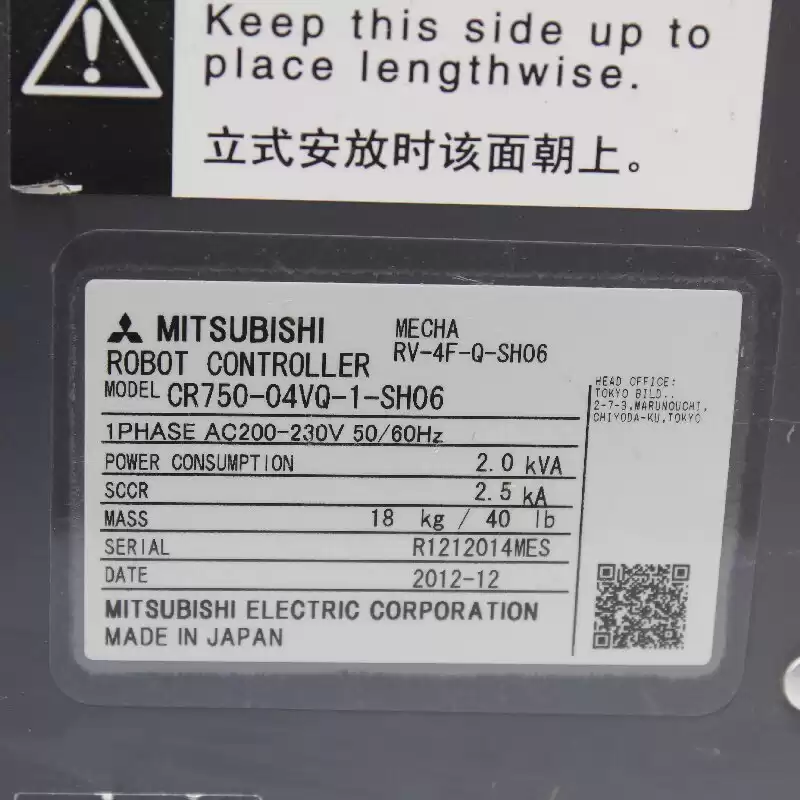 Keep this side up to
place lengthwise.
立式安放时该面朝上。
MITSUBISHI
ROBOT CONTROLLER
MECHA
RV-4F-Q-SH06
MODEL CR750-04VQ-1-SH06
HEAD OFFICE:
TOKYO BILD.,
2-7-3,MARUNOUCHI,
CHIYODA-KU,TOKYO
1PHASE AC200-230V 50/60Hz
POWER CONSUMPTION 2.0 kVA
SCCR 2.5 kA
MASS 18 kg / 40 lb
SERIAL R1212014MES
DATE 2012-12
MITSUBISHI ELECTRIC CORPORATION
MADE IN JAPAN